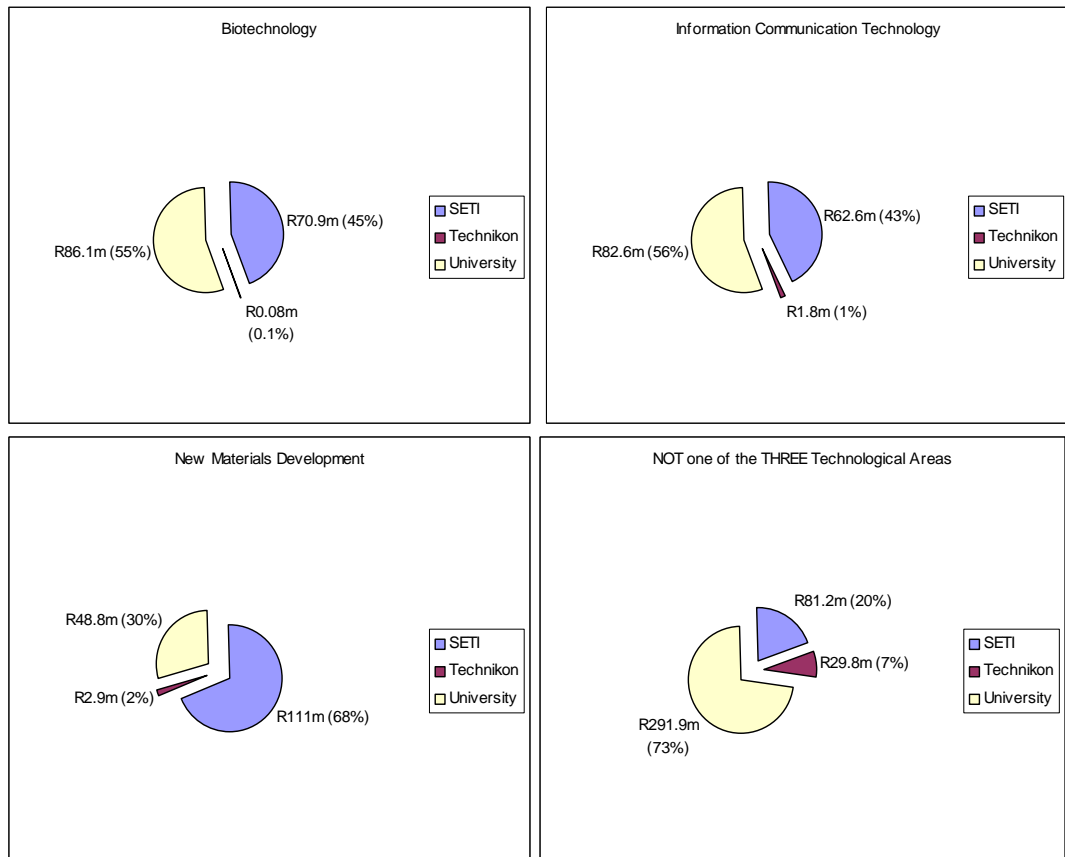 Biotechnology
R70.9m (45%)
R86.1m (55%)
R0.08m
(0.1%)
SETI
Technikon
University
Information Communication Technology
R62.6m (43%)
R82.6m (56%)
R1.8m (1%)
SETI
Technikon
University
New Materials Development
R48.8m (30%)
R2.9m (2%)
R111m (68%)
SETI
Technikon
University
NOT one of the THREE Technological Areas
R81.2m (20%)
R29.8m (7%)
R291.9m
(73%)
SETI
Technikon
University